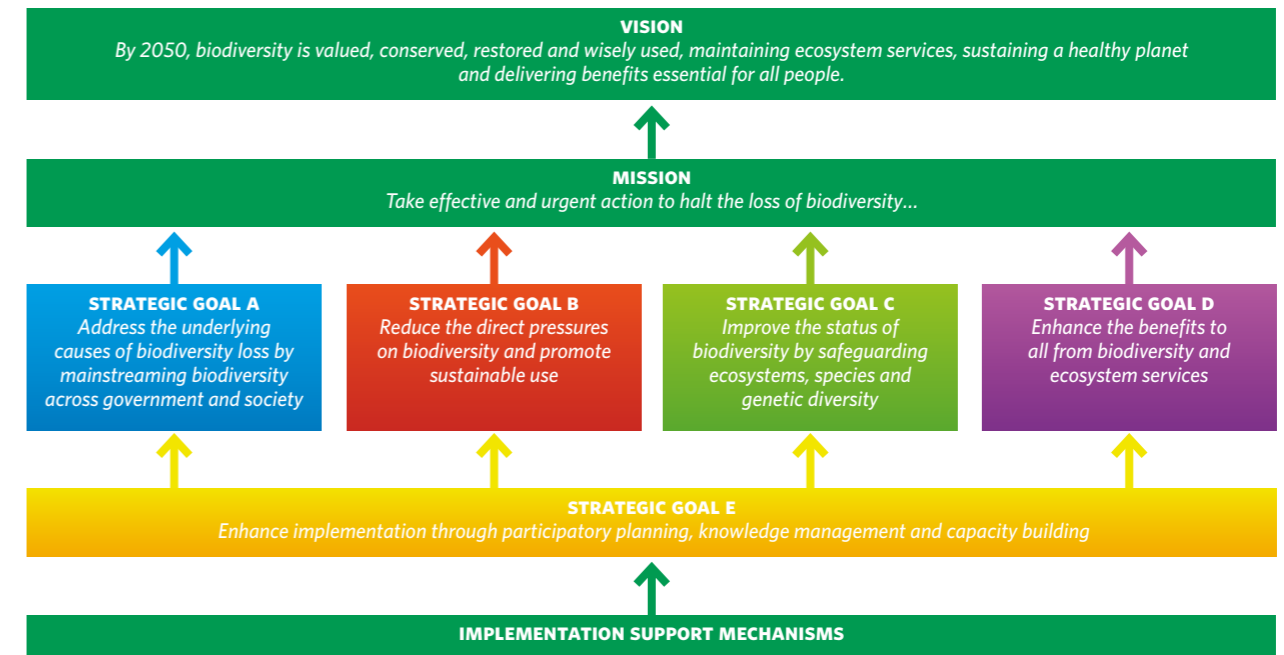 VISION
By 2050, biodiversity is valued, conserved, restored and wisely used, maintaining ecosystem services, sustaining a healthy planet
and delivering benefits essential for all people.
MISSION
Take effective and urgent action to halt the loss of biodiversity...
STRATEGIC GOAL A
Address the underlying
causes of biodiversity loss by
mainstreaming biodiversity
across government and society
STRATEGIC GOAL B
Reduce the direct pressures
on biodiversity and promote
sustainable use
STRATEGIC GOAL C
Improve the status of
biodiversity by safeguarding
ecosystems, species and
genetic diversity
STRATEGIC GOAL D
Enhance the benefits to
all from biodiversity and
ecosystem services
STRATEGIC GOAL E
Enhance implementation through participatory planning, knowledge management and capacity building
IMPLEMENTATION SUPPORT MECHANISMS